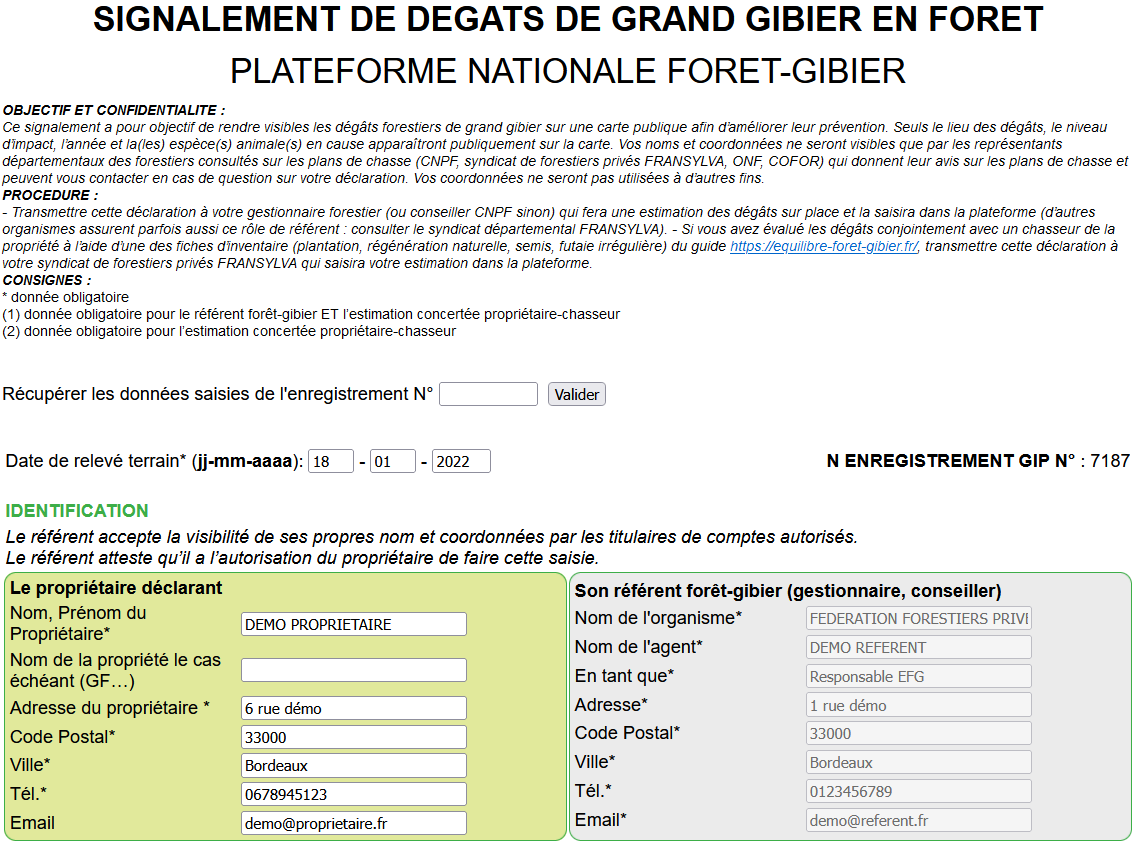 SIGNALEMENT DE DEGATS DE GRAND GIBIER EN FORET
PLATEFORME NATIONALE FORET-GIBIER
OBJECTIF ET CONFIDENTIALITE :
Ce signalement a pour objectif de rendre visibles les dégâts forestiers de grand gibier sur une carte publique afin d’améliorer leur prévention. Seuls le lieu des dégâts, le niveau
d’impact, l’année et la(les) espèce(s) animale(s) en cause apparaîtront publiquement sur la carte. Vos noms et coordonnées ne seront visibles que par les représentants
départementaux des forestiers consultés sur les plans de chasse (CNPF, syndicat de forestiers privés FRANSYLVA, ONF, COFOR) qui donnent leur avis sur les plans de chasse et
peuvent vous contacter en cas de question sur votre déclaration. Vos coordonnées ne seront pas utilisées à d’autres fins.
PROCEDURE :
- Transmettre cette déclaration à votre gestionnaire forestier (ou conseiller CNPF sinon) qui fera une estimation des dégâts sur place et la saisira dans la plateforme (d’autres
organismes assurent parfois aussi ce rôle de référent : consulter le syndicat départemental FRANSYLVA). - Si vous avez évalué les dégâts conjointement avec un chasseur de la
propriété à l’aide d’une des fiches d’inventaire (plantation, régénération naturelle, semis, futaie irrégulière) du guide https://equilibre-foret-gibier.fr/, transmettre cette déclaration à
votre syndicat de forestiers privés FRANSYLVA qui saisira votre estimation dans la plateforme.
CONSIGNES :
* donnée obligatoire
(1) donnée obligatoire pour le référent forêt-gibier ET l’estimation concertée propriétaire-chasseur
(2) donnée obligatoire pour l’estimation concertée propriétaire-chasseur
Récupérer les données saisies de l'enregistrement N° Valider
Date de relevé terrain* (jj-mm-aaaa): 18 - 01 - 2022 N ENREGISTREMENT GIP N° : 7187
IDENTIFICATION
Le référent accepte la visibilité de ses propres nom et coordonnées par les titulaires de comptes autorisés.
Le référent atteste qu’il a l’autorisation du propriétaire de faire cette saisie.
Le propriétaire déclarant
Nom, Prénom du
Propriétaire* DEMO PROPRIETAIRE
Nom de la propriété le cas
échéant (GF…)
Adresse du propriétaire * 6 rue démo
Code Postal* 33000
Ville* Bordeaux
Tél.* 0678945123
Email demo@proprietaire.fr
Son référent forêt-gibier (gestionnaire, conseiller)
Nom de l'organisme* FEDERATION FORESTIERS PRIVE
Nom de l'agent* DEMO REFERENT
En tant que* Responsable EFG
Adresse* 1 rue démo
Code Postal* 33000
Ville* Bordeaux
Tél.* 0123456789
Email* demo@referent.fr